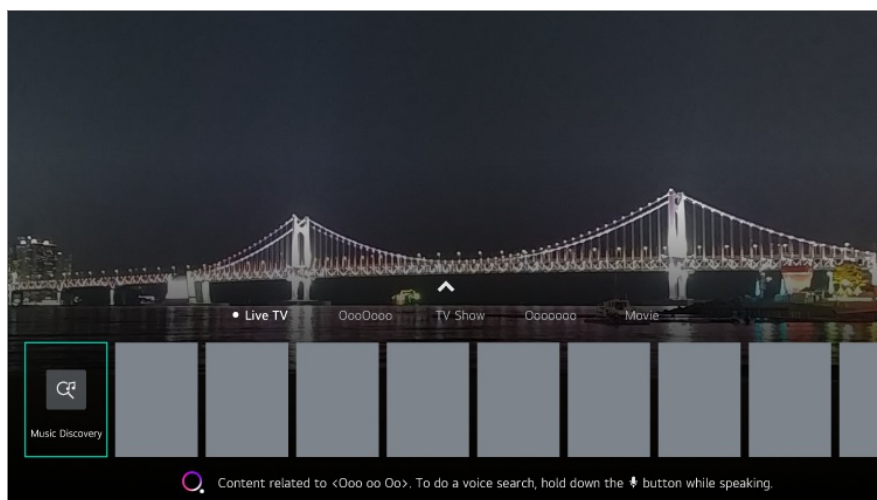 Live TV OooOooo TV Show Ooooooo Movie
Music Discovery
Content related to <Ooo oo Oo>. To do a voice search, hold down the button while speaking.